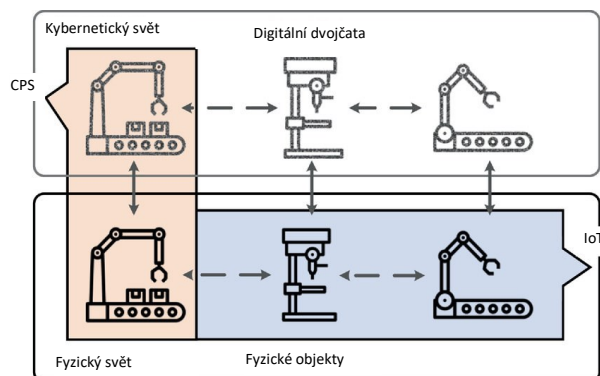 Kybernetický svět
Digitální dvojčata
CPS
IoT
Fyzický svět
Fyzické objekty